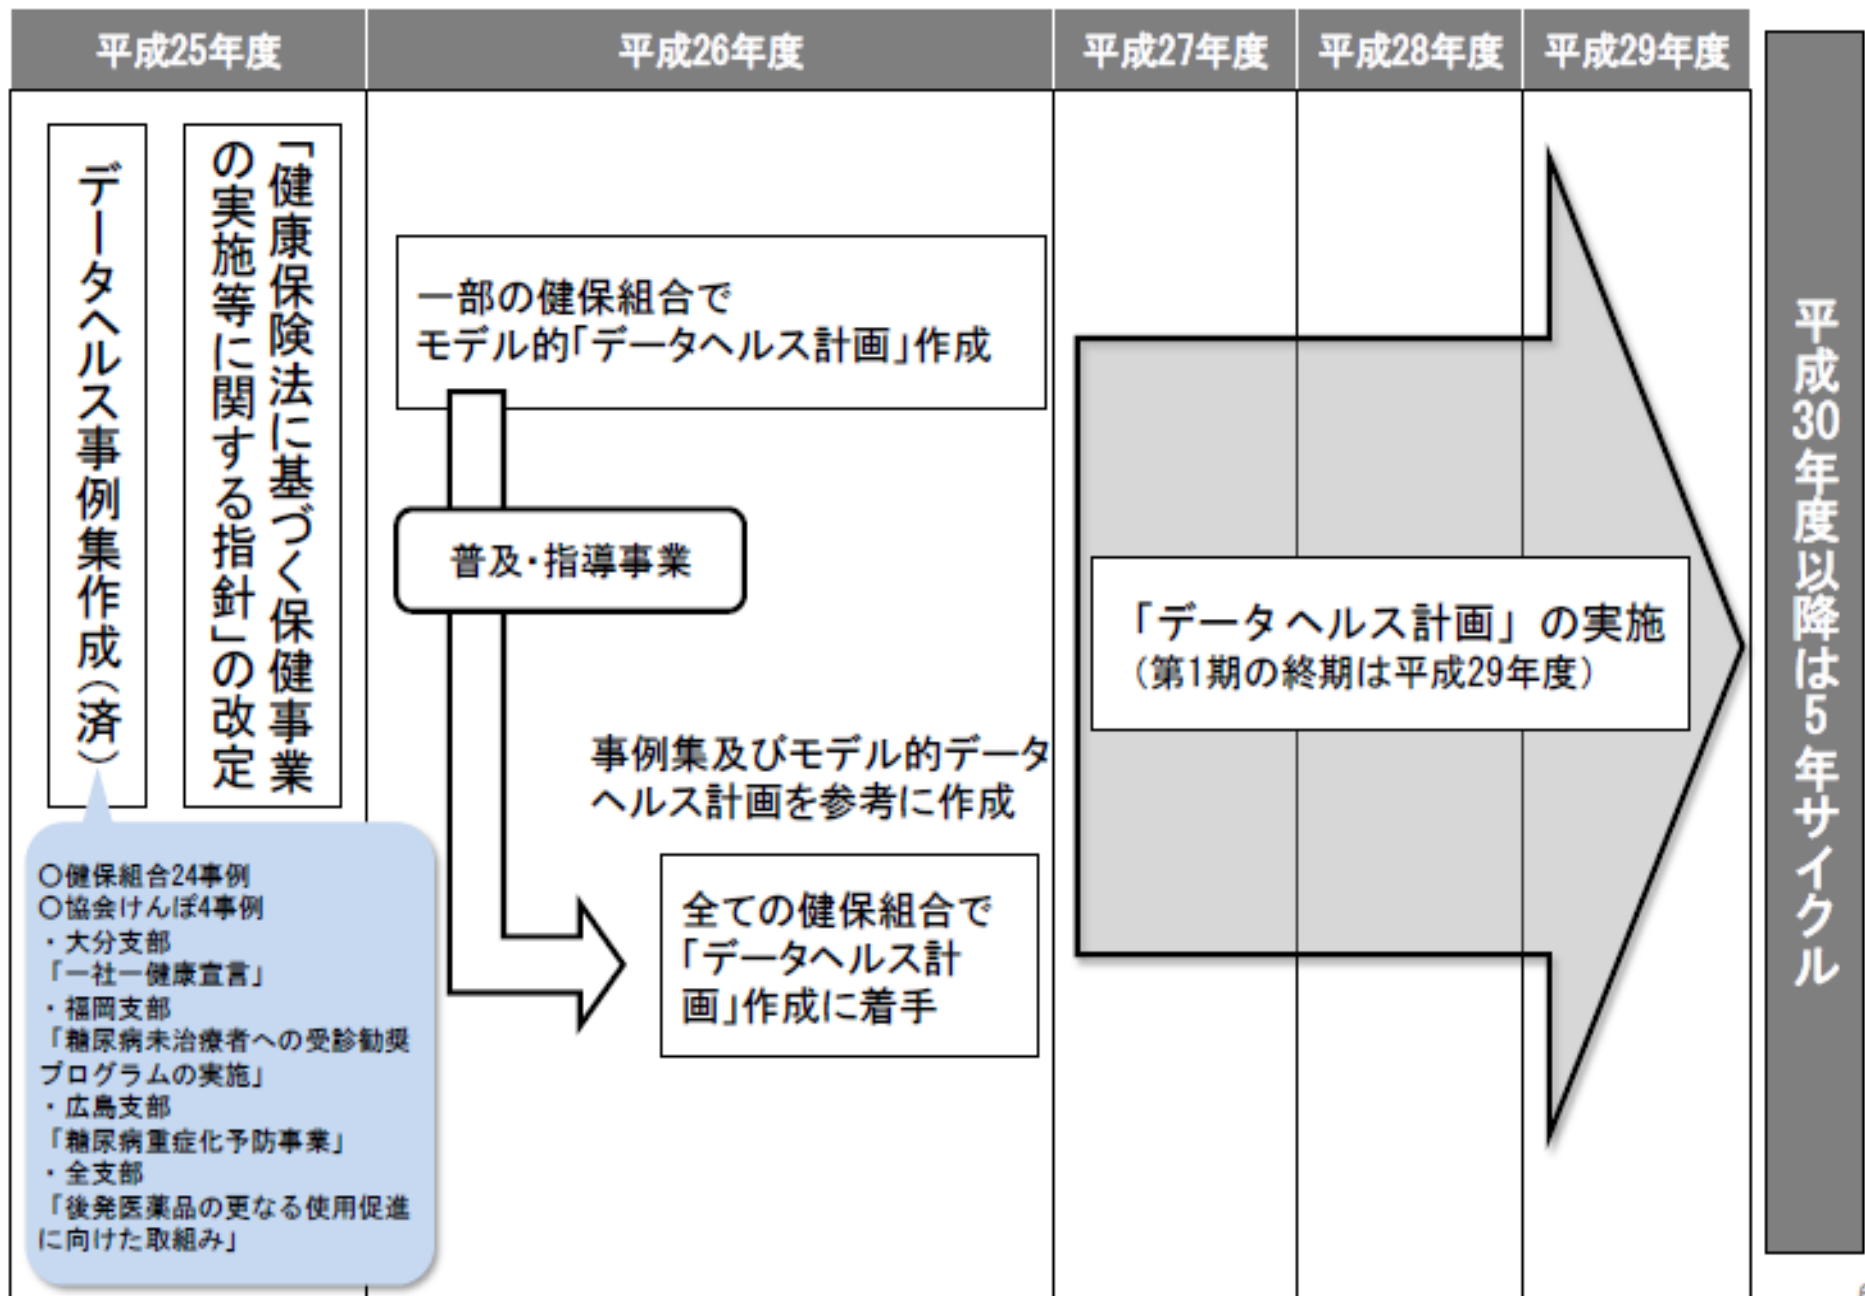 平成25年度
平成26年度
平成27年度
平成28年度
平成29年度
データヘルス事例集作成(済)
「健康保険法に基づく保健事業
の実施等に関する指針」の改定
○健保組合24事例
○協会けんぽ4事例
・大分支部
「一社一健康宣言」
・福岡支部
「糖尿病未治療者への受診勧奨
プログラムの実施」
・広島支部
「糖尿病重症化予防事業」
・全支部
「後発医薬品の更なる使用促進
に向けた取組み」
一部の健保組合で
モデル的「データヘルス計画」作成
普及・指導事業
事例集及びモデル的データ
ヘルス計画を参考に作成
全ての健保組合で
「データヘルス計
画」作成に着手
「データヘルス計画」の実施
(第1期の終期は平成29年度)
平成30年度以降は5年サイクル